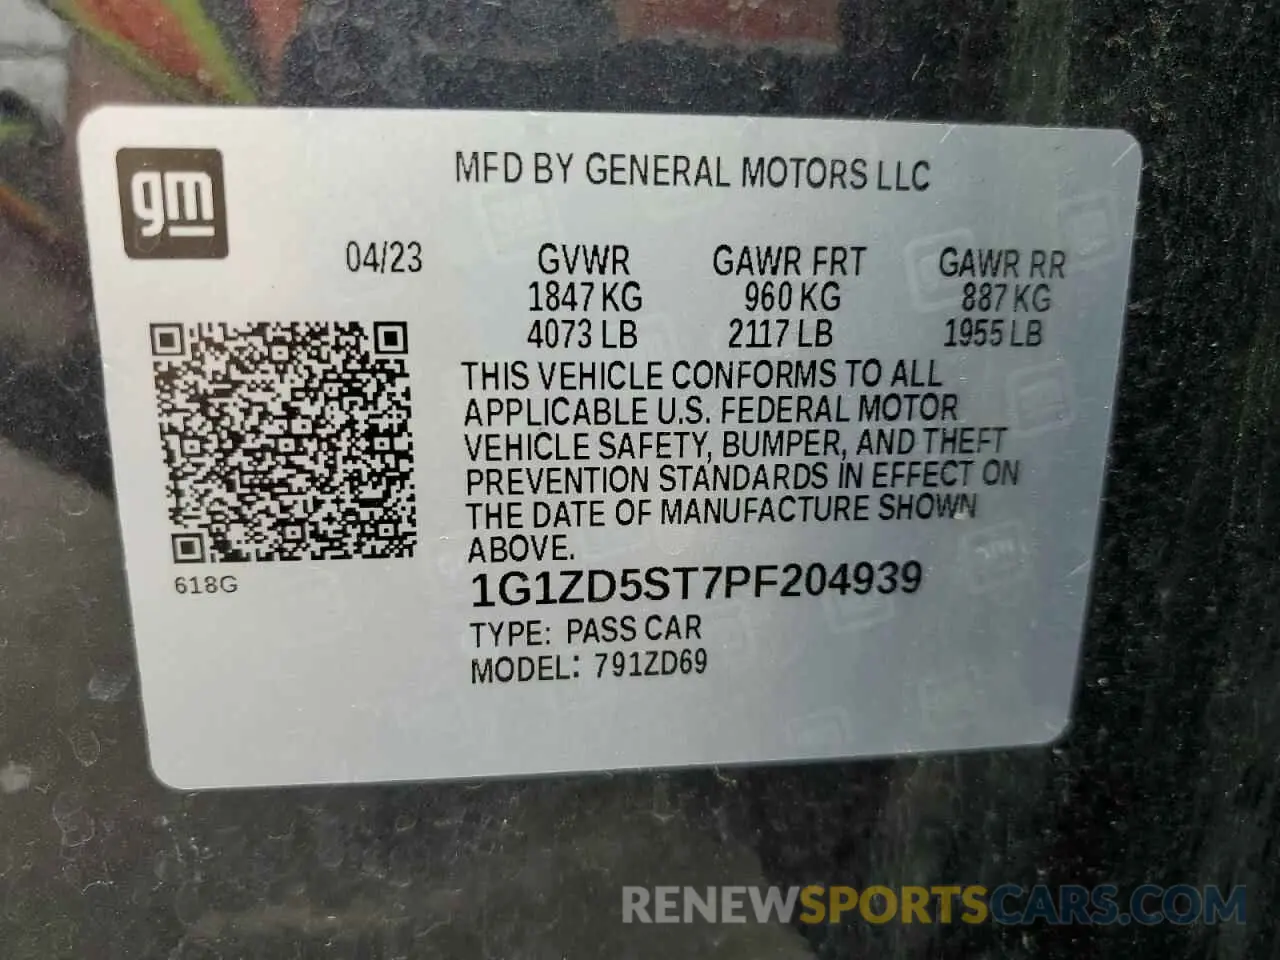 gm
MFD BY GENERAL MOTORS LLC
04/23 GVWR GAWR FRT GAWR RR
1847 KG 960 KG 887 KG
4073 LB 2117 LB 1955 LB
THIS VEHICLE CONFORMS TO ALL
APPLICABLE U.S. FEDERAL MOTOR
VEHICLE SAFETY, BUMPER, AND THEFT
PREVENTION STANDARDS IN EFFECT ON
THE DATE OF MANUFACTURE SHOWN
ABOVE.
618G
1G1ZD5ST7PF204939
TYPE: PASS CAR
MODEL: 791ZD69
RENEWSPORTSCARS.COM